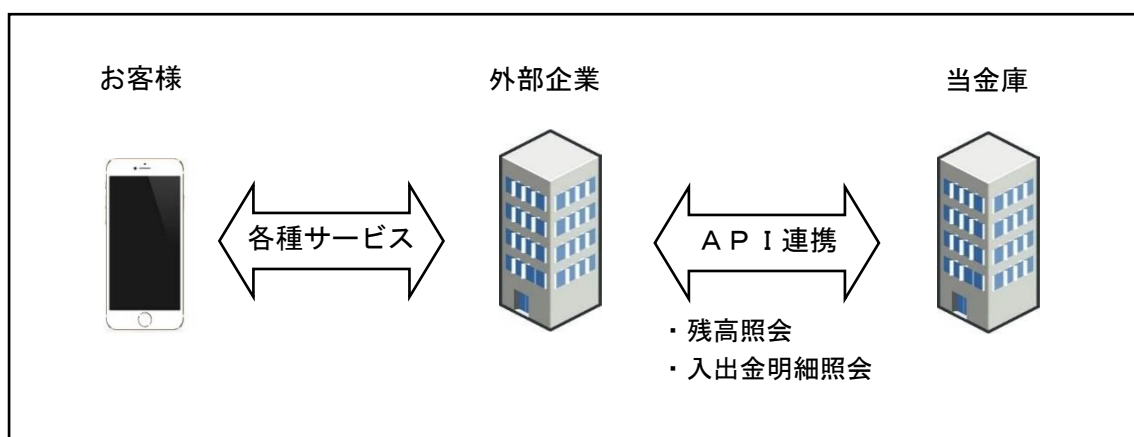 お客様
外部企業
当金庫
各種サービス
ＡＰＩ連携
・残高照会
・入出金明細照会